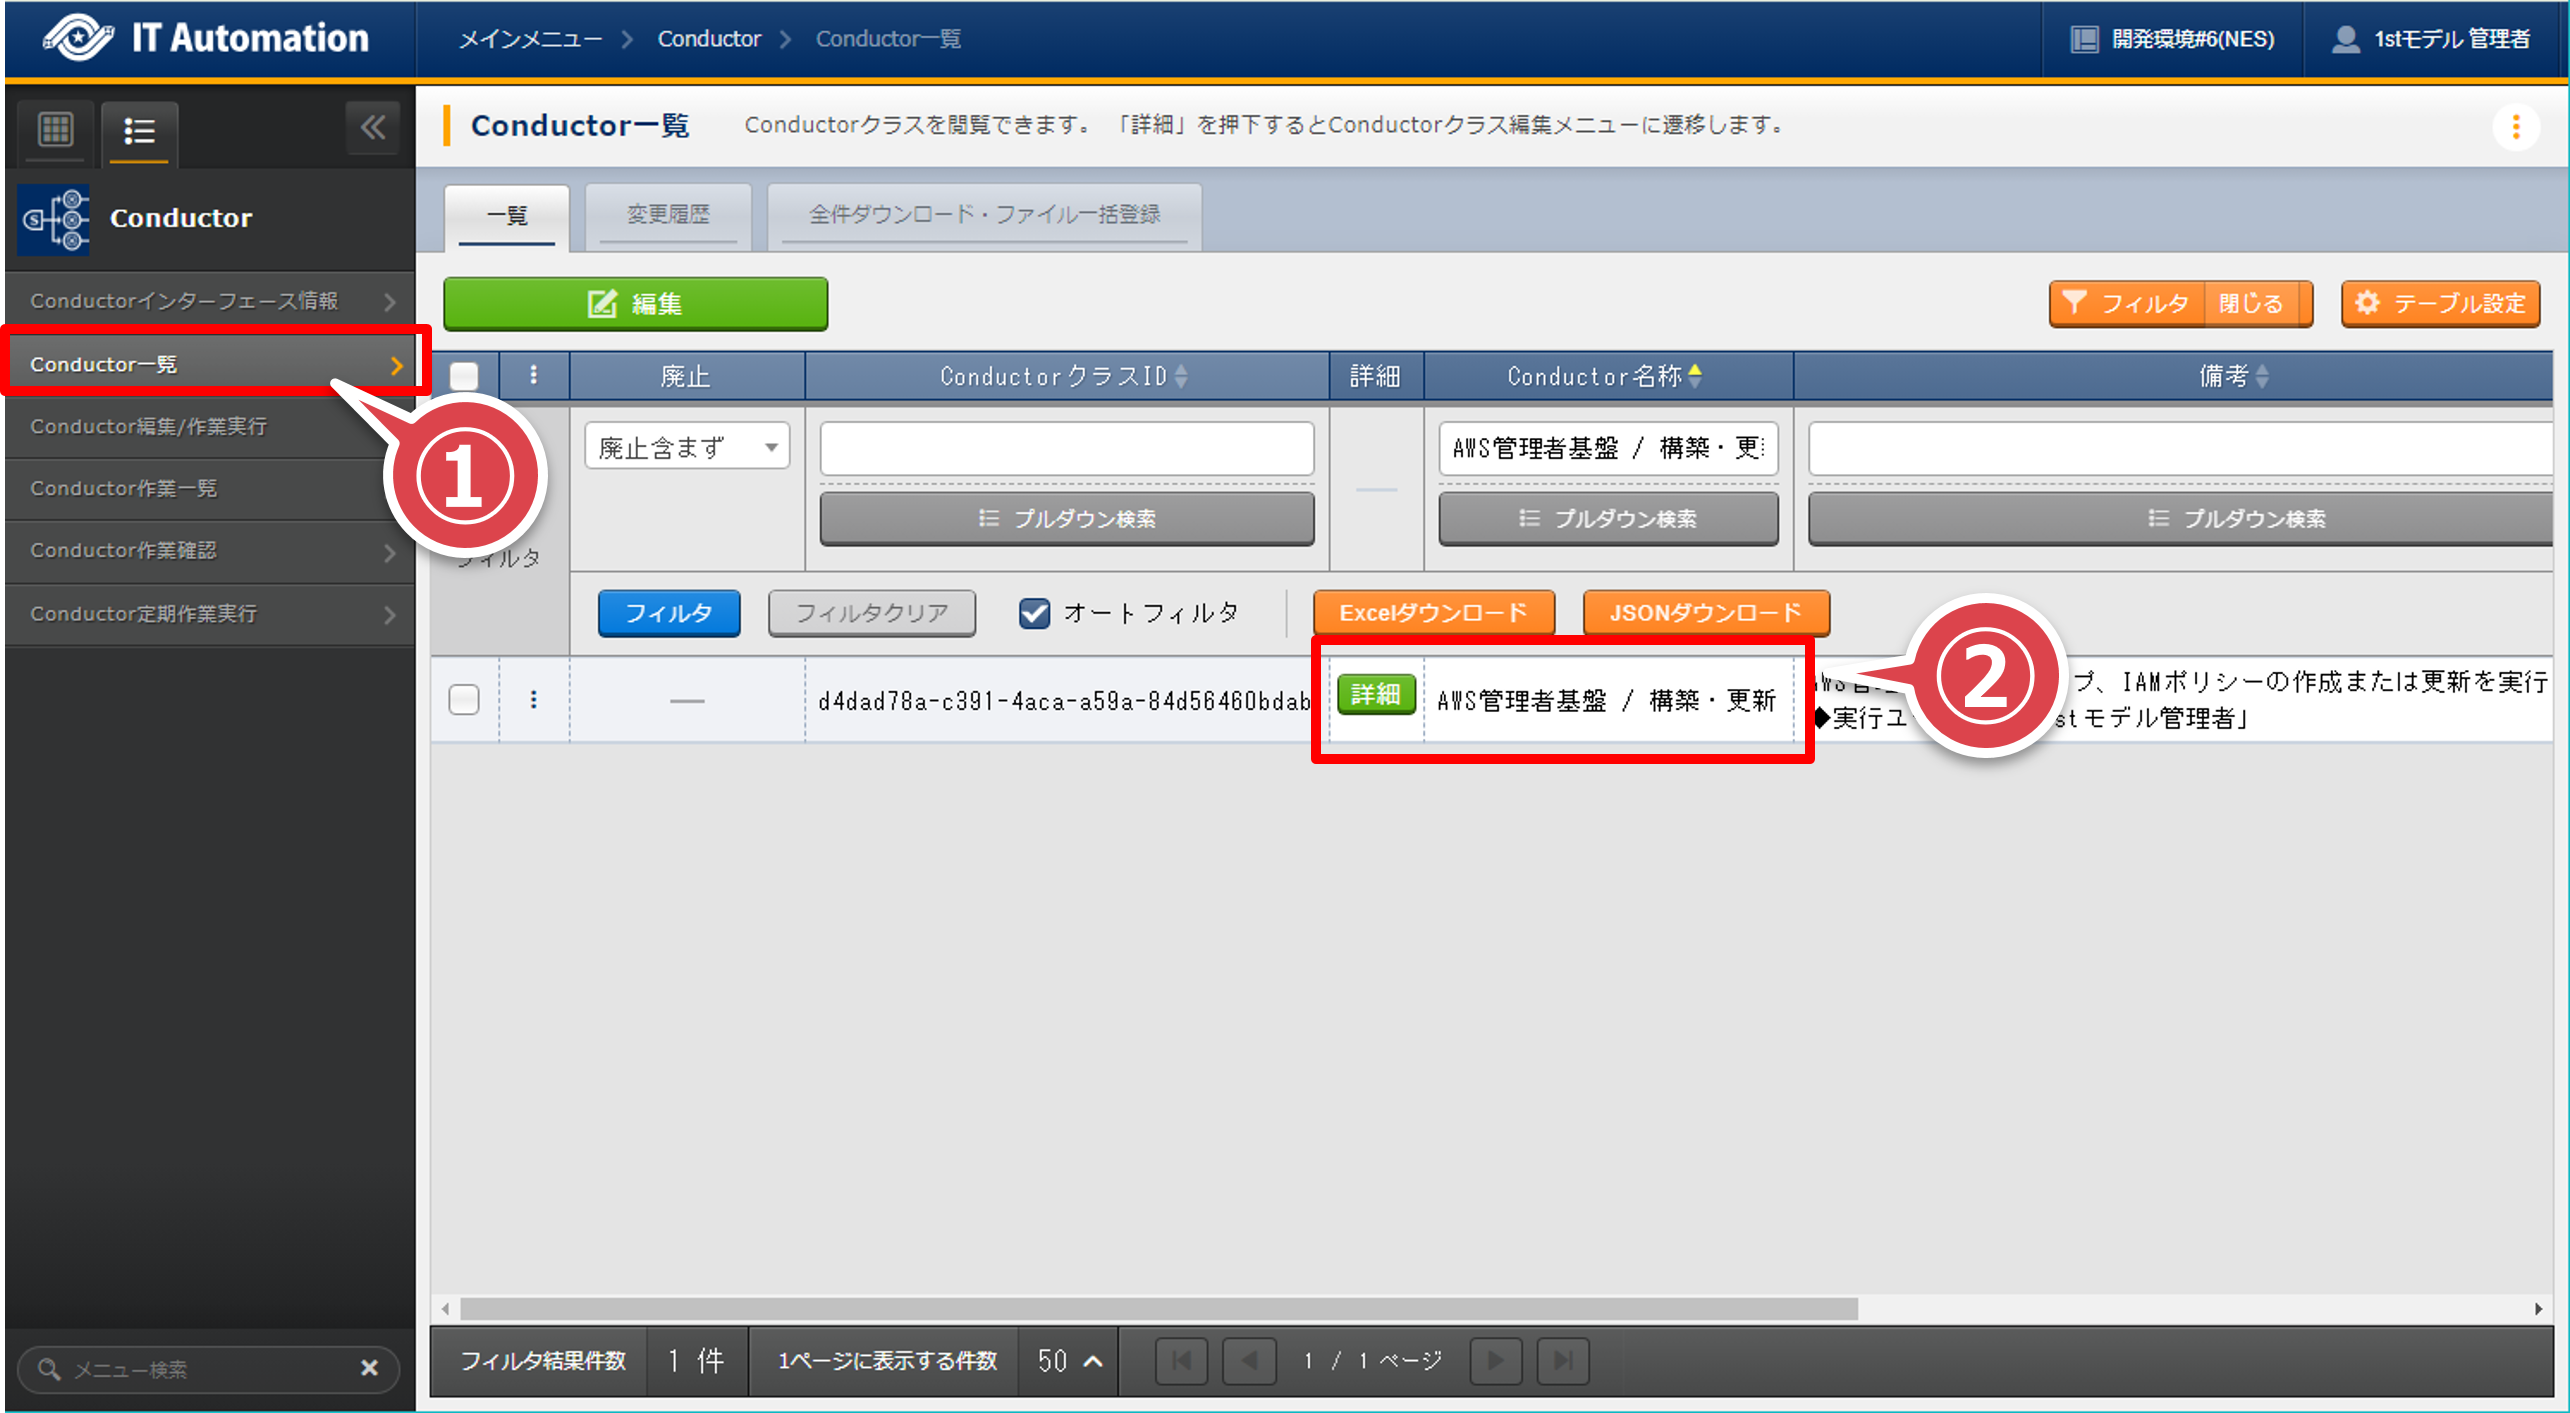 IT Automation
メインメニュー > Conductor > Conductor一覧
開発環境#6(NES)
1stモデル 管理者
Conductor一覧
Conductorクラスを閲覧できます。 「詳細」を押下するとConductorクラス編集メニューに遷移します。
Conductor
一覧
変更履歴
全件ダウンロード・ファイル一括登録
Conductorインターフェース情報
Conductor一覧
Conductor編集/作業実行
Conductor作業一覧
Conductor作業確認
Conductor定期作業実行
①
編集
フィルタ 閉じる
テーブル設定
廃止
ConductorクラスID
詳細
Conductor名称
備考
フィルタ
廃止含まず
AWS管理者基盤 / 構築・更
プルダウン検索
プルダウン検索
プルダウン検索
フィルタ
フィルタクリア
オートフィルタ
Excelダウンロード
JSONダウンロード
d4dad78a-c391-4aca-a59a-84d56460bdab
詳細
AWS管理者基盤 / 構築・更新
②
プ、IAMポリシーの作成または更新を実行
◆実行ユ
stモデル管理者」
メニュー検索
フィルタ結果件数 1 件
1ページに表示する件数 50
1 / 1 ページ